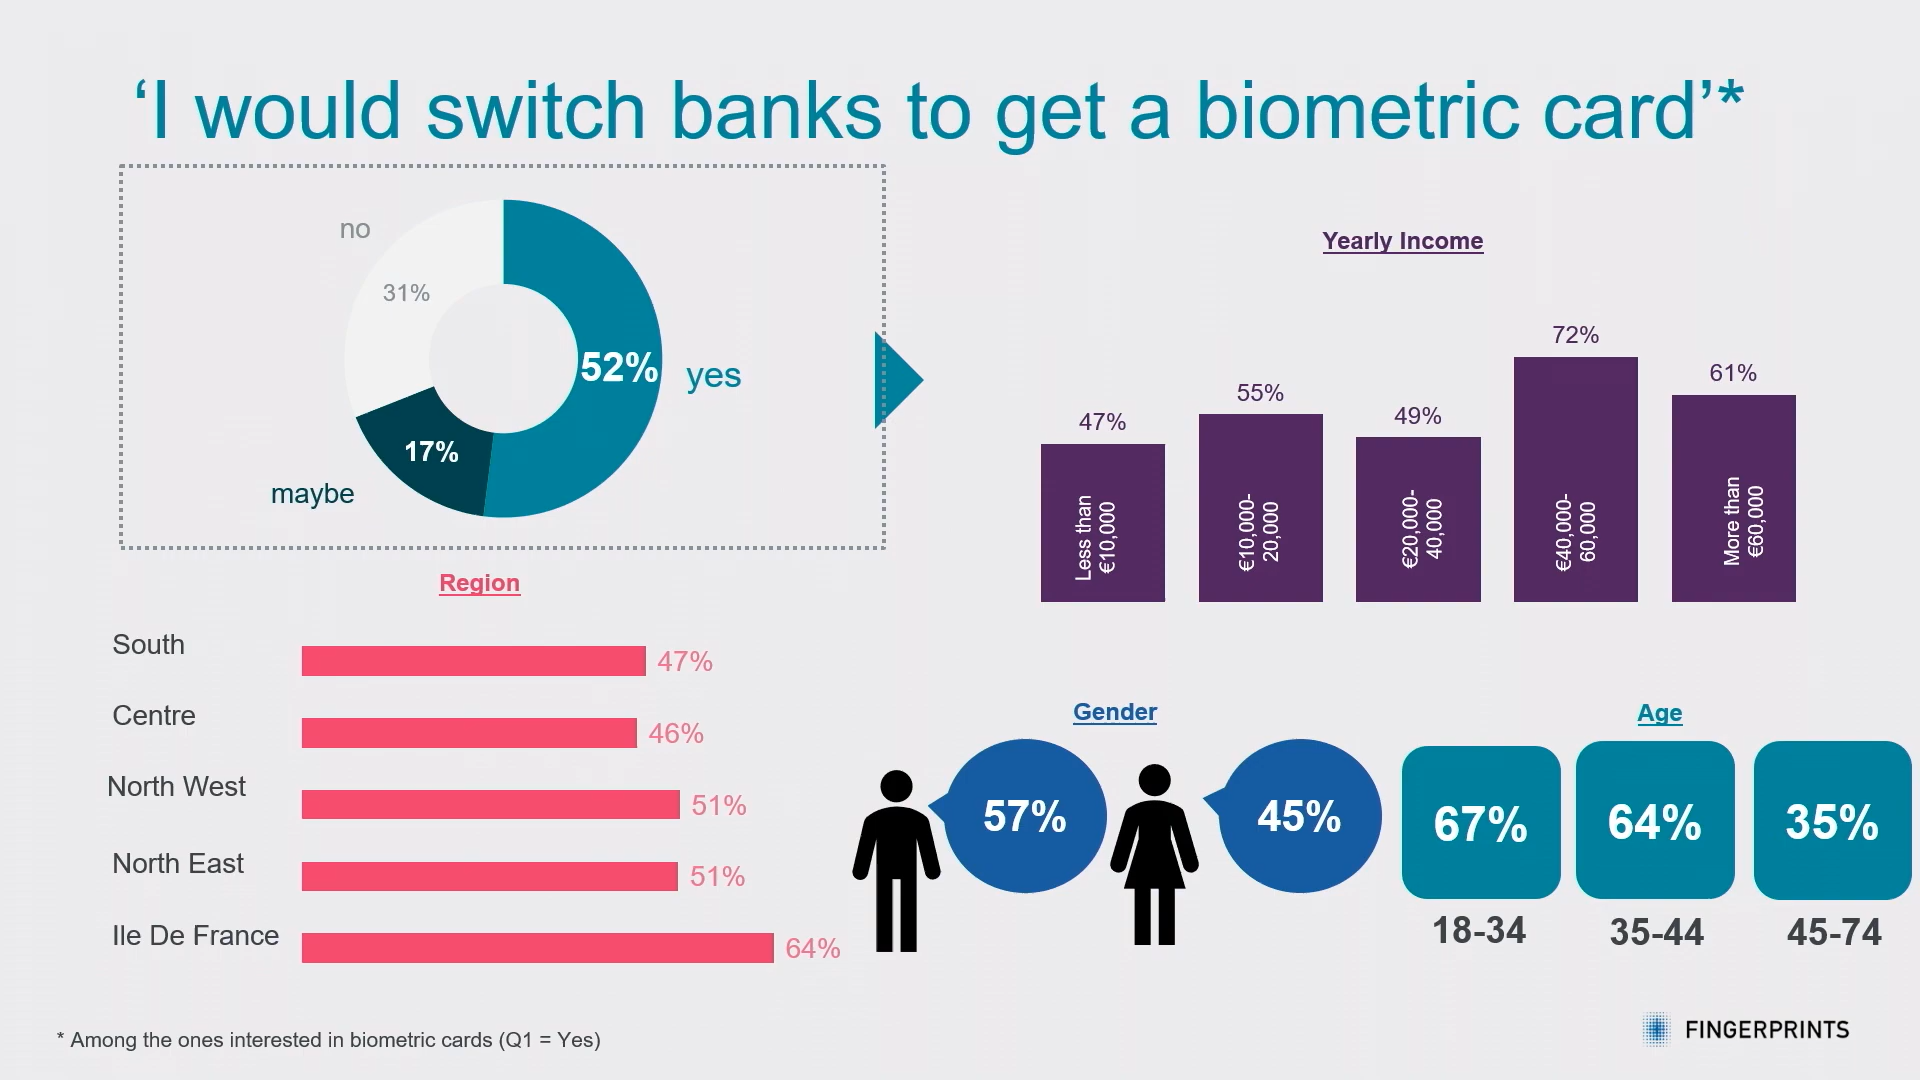 ‘I would switch banks to get a biometric card’*
no
31%
52%
yes
17%
maybe
Yearly Income
47%
55%
49%
72%
61%
Less than
€10,000
€10,000-
20,000
€20,000-
40,000
€40,000-
60,000
More than
€60,000
Region
South
47%
Centre
46%
North West
51%
North East
51%
Ile De France
64%
Gender
57%
45%
Age
67%
64%
35%
18-34
35-44
45-74
* Among the ones interested in biometric cards (Q1 = Yes)
FINGERPRINTS